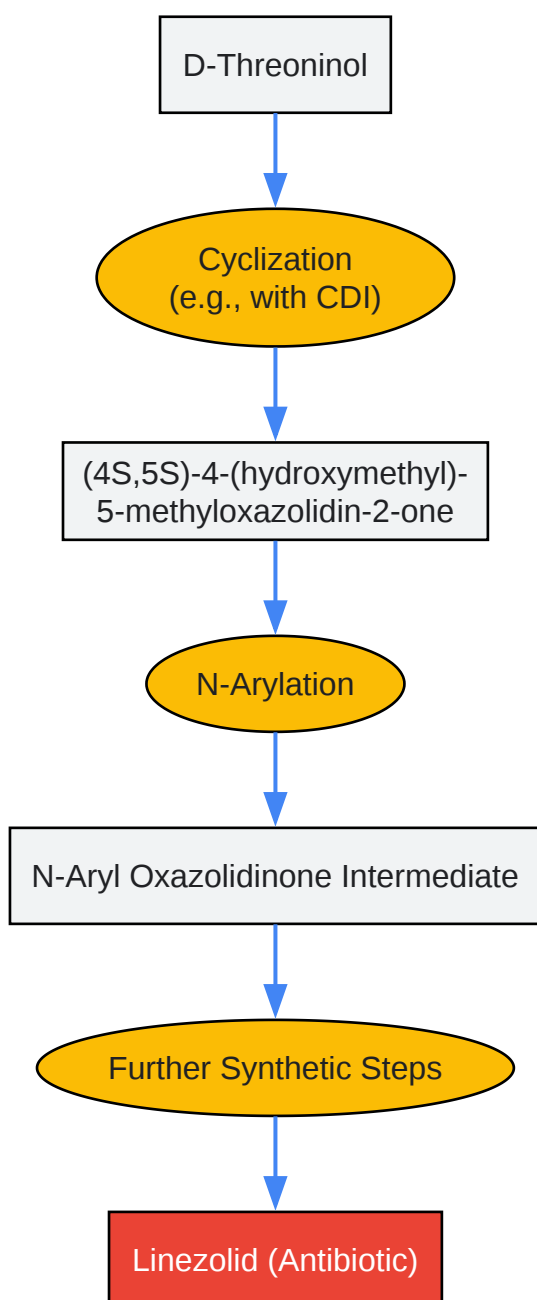 D-Threoninol
Cyclization
(e.g., with CDI)
(4S,5S)-4-(hydroxymethyl)-
5-methyloxazolidin-2-one
N-Arylation
N-Aryl Oxazolidinone Intermediate
Further Synthetic Steps
Linezolid (Antibiotic)